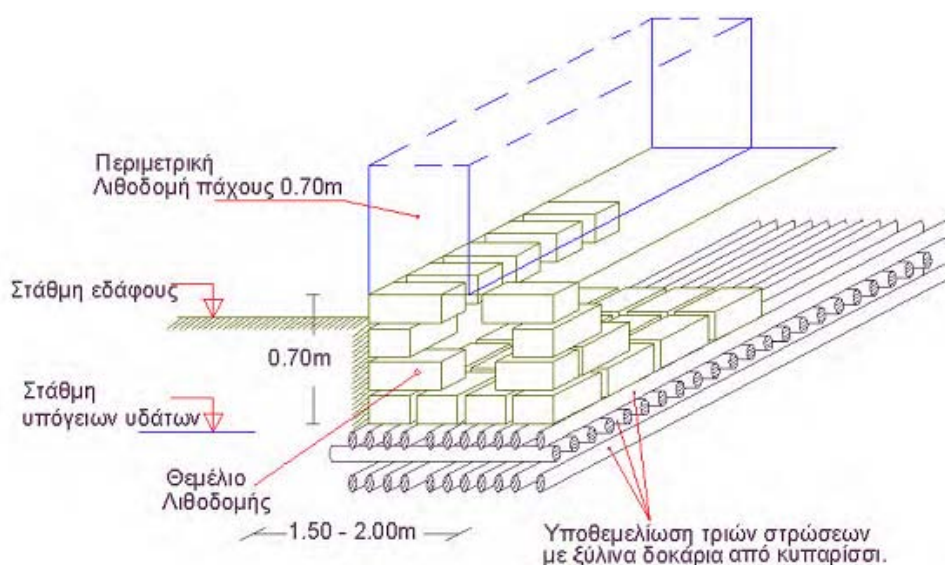 Περιμετρική
Λιθοδομή πάχους 0.70m
Στάθμη εδάφους
0.70m
Στάθμη
υπόγειων υδάτων
Θεμέλιο
Λιθοδομής
1.50 - 2.00m
Υποθεμελίωση τριών στρώσεων
με ξύλινα δοκάρια από κυπαρίσσι.